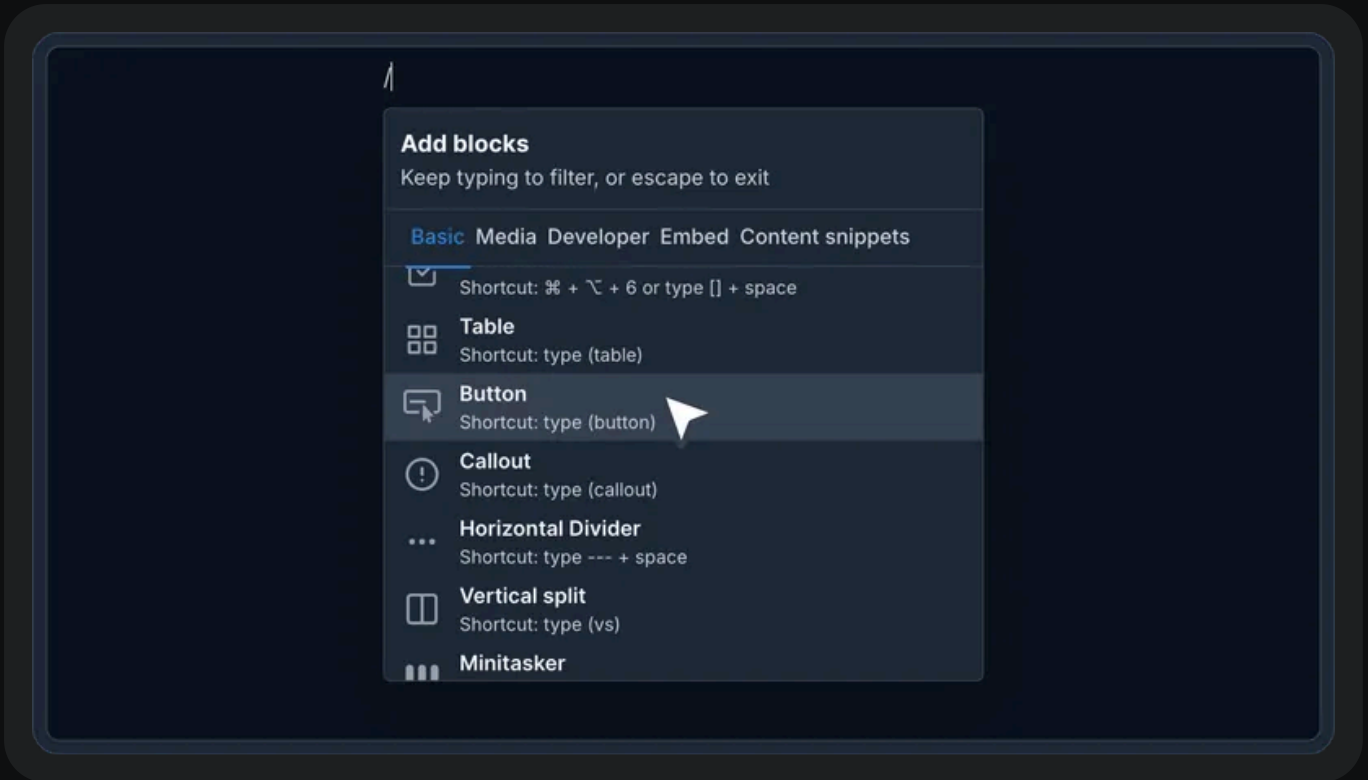 /
Add blocks
Keep typing to filter, or escape to exit
Basic Media Developer Embed Content snippets
Shortcut: ⌘ + ⌥ + 6 or type [] + space
Table
Shortcut: type (table)
Button
Shortcut: type (button)
Callout
Shortcut: type (callout)
Horizontal Divider
Shortcut: type --- + space
Vertical split
Shortcut: type (vs)
Minitasker